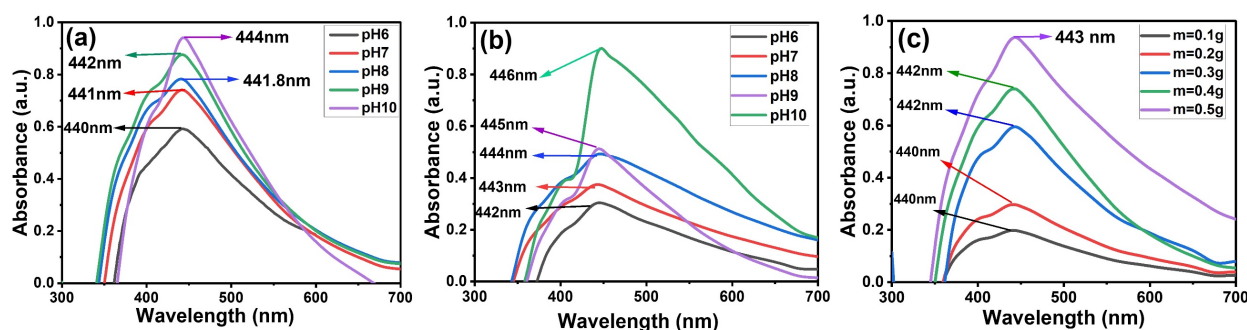 (a)
444nm
442nm
441.8nm
441nm
440nm
pH6
pH7
pH8
pH9
pH10
Absorbance (a.u.)
1.0
0.8
0.6
0.4
0.2
0.0
300 400 500 600 700
Wavelength (nm)
(b)
446nm
445nm
444nm
443nm
442nm
pH6
pH7
pH8
pH9
pH10
Absorbance (a.u.)
1.0
0.8
0.6
0.4
0.2
0.0
300 400 500 600 700
Wavelength (nm)
(c)
443 nm
442nm
442nm
440nm
440nm
m=0.1g
m=0.2g
m=0.3g
m=0.4g
m=0.5g
Absorbance (a.u.)
1.0
0.8
0.6
0.4
0.2
0.0
300 400 500 600 700
Wavelength (nm)